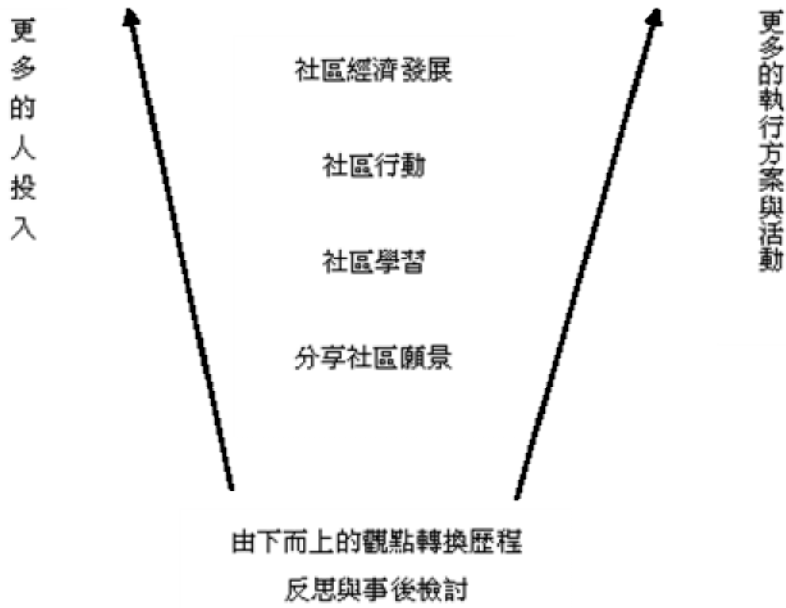 更多的人投入
社區經濟發展
社區行動
社區學習
分享社區願景
更多的執行方案與活動
由下而上的觀點轉換歷程
反思與事後檢討